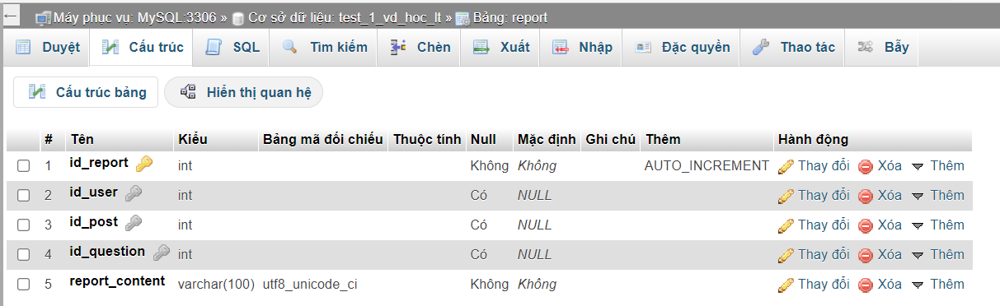 Máy phục vụ: MySQL:3306 » Cơ sở dữ liệu: test_1_vd_hoc_lt » Bảng: report
Duyệt Cấu trúc SQL Tìm kiếm Chèn Xuất Nhập Đặc quyền Thao tác Bẫy
Cấu trúc bảng Hiển thị quan hệ
# Tên Kiểu Bảng mã đối chiếu Thuộc tính Null Mặc định Ghi chú Thêm Hành động
1 id_report int Không Không AUTO_INCREMENT Thay đổi Xóa Thêm
2 id_user int Có NULL Thay đổi Xóa Thêm
3 id_post int Có NULL Thay đổi Xóa Thêm
4 id_question int Có NULL Thay đổi Xóa Thêm
5 report_content varchar(100) utf8_unicode_ci Không Không Thay đổi Xóa Thêm